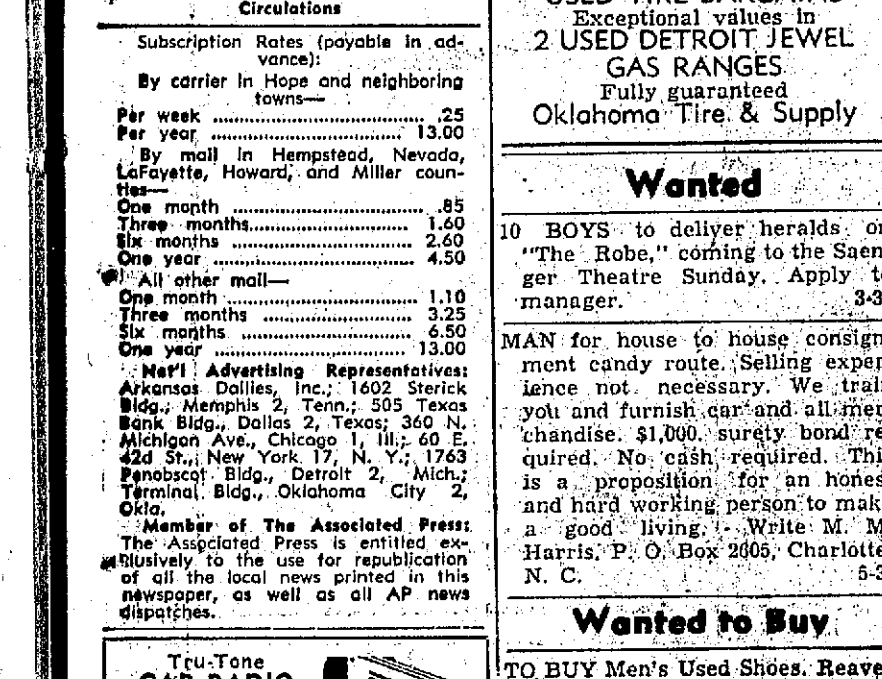 Circulations
Subscription Rates (payable in ad-
vance):
By carrier in Hope and neighboring
towns—
Per week .25
Per year 13.00
By mail in Hempstead, Nevada,
LaFayette, Howard, and Miller coun-
ties—
One month .85
Three months 1.60
Six months 2.60
One year 4.50
All other mail—
One month 1.10
Three months 3.25
Six months 6.50
One year 13.00
Nat'l Advertising Representatives:
Arkansas Dailies, Inc.; 1602 Sterick
Bldg., Memphis 2, Tenn.; 505 Texas
Bank Bldg., Dallas 2, Texas; 360 N.
Michigan Ave., Chicago 1, Ill.; 60 E.
42d St., New York 17, N. Y.; 1763
Penobscot Bldg., Detroit 2, Mich.;
Terminal Bldg., Oklahoma City 2,
Okla.
Member of The Associated Press:
The Associated Press is entitled ex-
clusively to the use for republication
of all the local news printed in this
newspaper, as well as all AP news
dispatches.
Tru-Tone
CAR RADIO
USED TIRE BARGAINS
Exceptional values in
2 USED DETROIT JEWEL
GAS RANGES
Fully guaranteed
Oklahoma Tire & Supply
Wanted
10 BOYS to deliver heralds or
"The Robe," coming to the Saen
ger Theatre Sunday. Apply t
manager. 3-3
MAN for house to house consign
ment candy route. Selling exper
ience not necessary. We trai
you and furnish car and all mer
chandise. $1,000. surety bond re
quired. No cash required. Thi
is a proposition for an hones
and hard working person to mak
a good living. Write M. M
Harris, P. O. Box 2605, Charlotte
N. C. 5-3
Wanted to Buy
TO BUY Men's Used Shoes. Reave